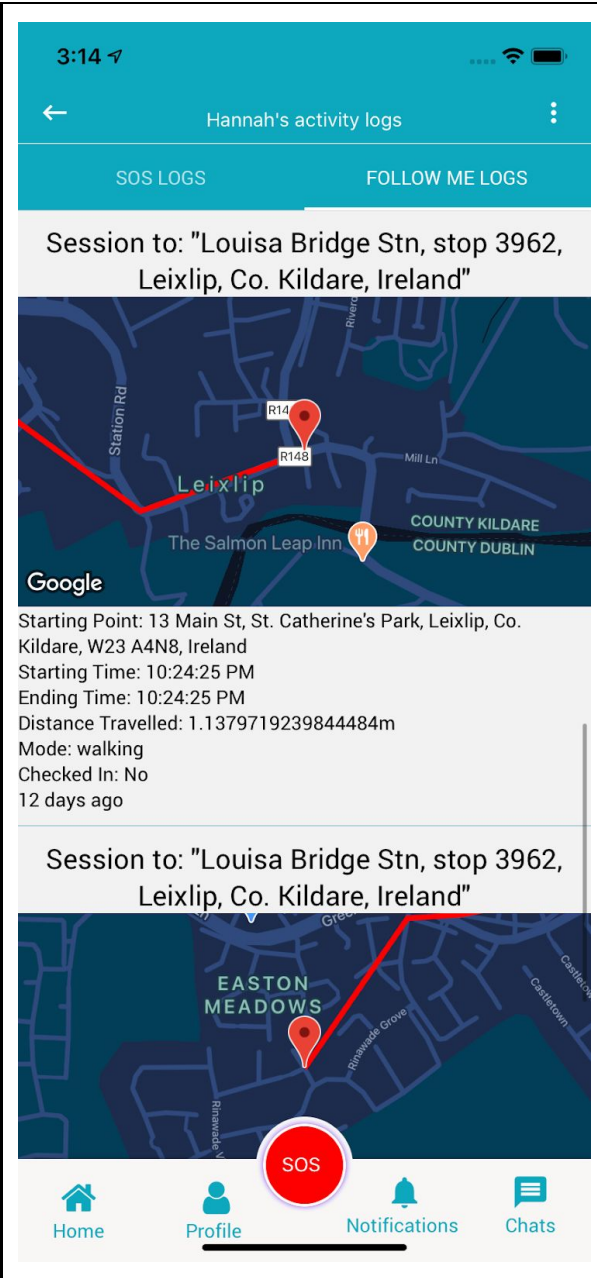 3:14
Hannah's activity logs
SOS LOGS
FOLLOW ME LOGS
Session to: "Louisa Bridge Stn, stop 3962,
Leixlip, Co. Kildare, Ireland"
Station Rd
R14
R148
Mill Ln
Leixlip
The Salmon Leap Inn
COUNTY KILDARE
COUNTY DUBLIN
Google
Starting Point: 13 Main St, St. Catherine's Park, Leixlip, Co.
Kildare, W23 A4N8, Ireland
Starting Time: 10:24:25 PM
Ending Time: 10:24:25 PM
Distance Travelled: 1.1379719239844484m
Mode: walking
Checked In: No
12 days ago
Session to: "Louisa Bridge Stn, stop 3962,
Leixlip, Co. Kildare, Ireland"
EASTON
MEADOWS
Rinawade Grove
Castletown
SOS
Home
Profile
Notifications
Chats